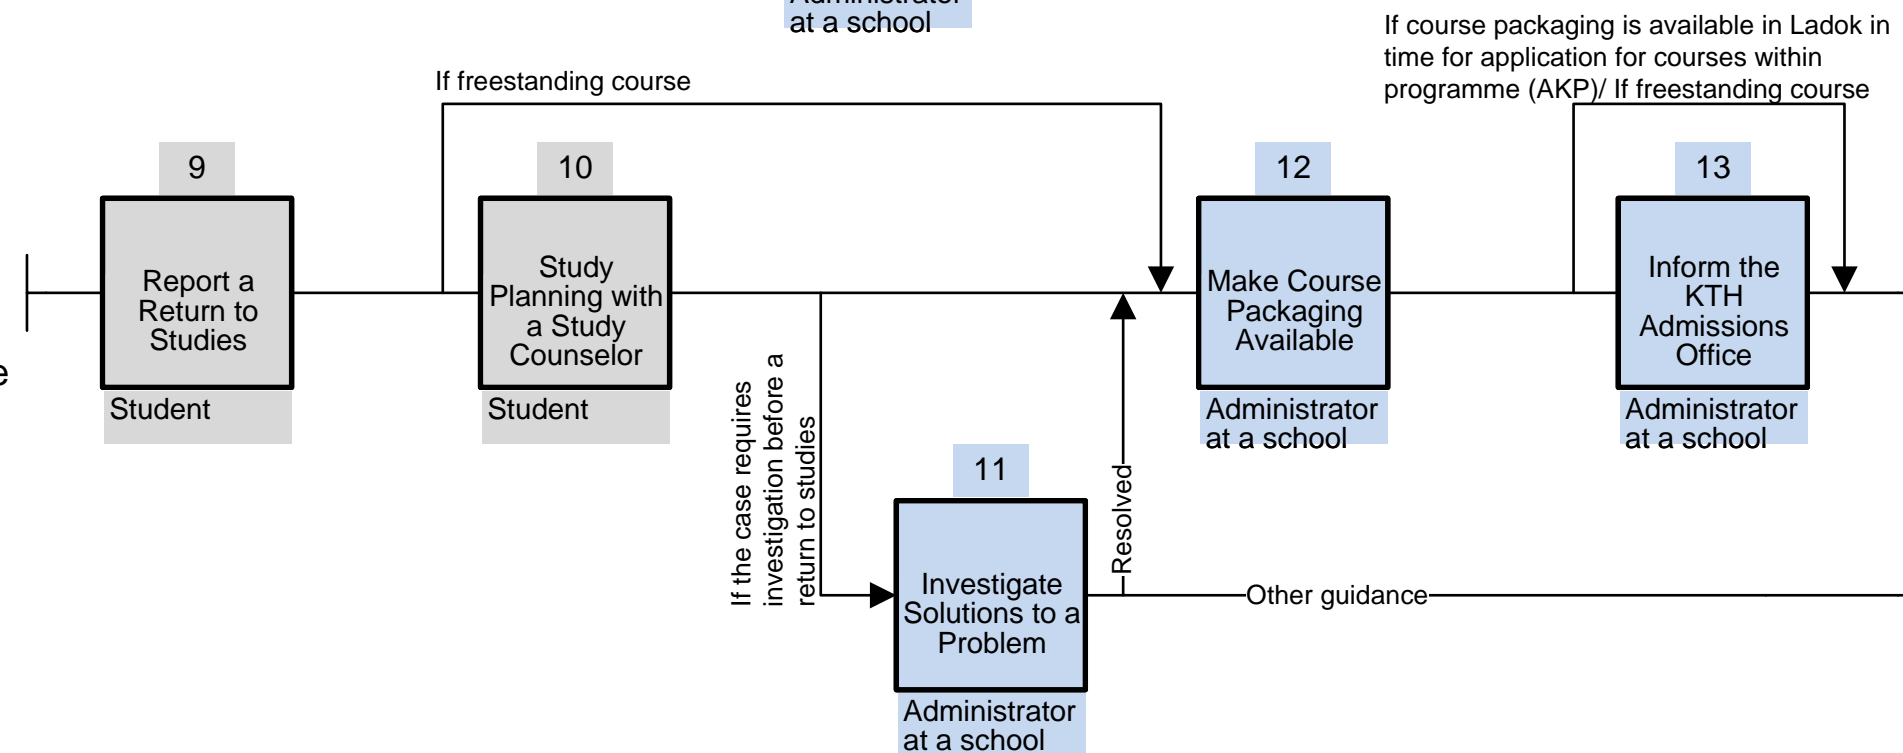 Administrator
at a school
If course packaging is available in Ladok in
time for application for courses within
programme (AKP)/ If freestanding course
If freestanding course
9
10
12
13
Report a
Return to
Studies
Study
Planning with
a Study
Counselor
Make Course
Packaging
Available
Inform the
KTH
Admissions
Office
e
Student
Student
Administrator
at a school
Administrator
at a school
If the case requires
investigation before a
return to studies
11
Resolved
Investigate
Solutions to a
Problem
Other guidance
Administrator
at a school